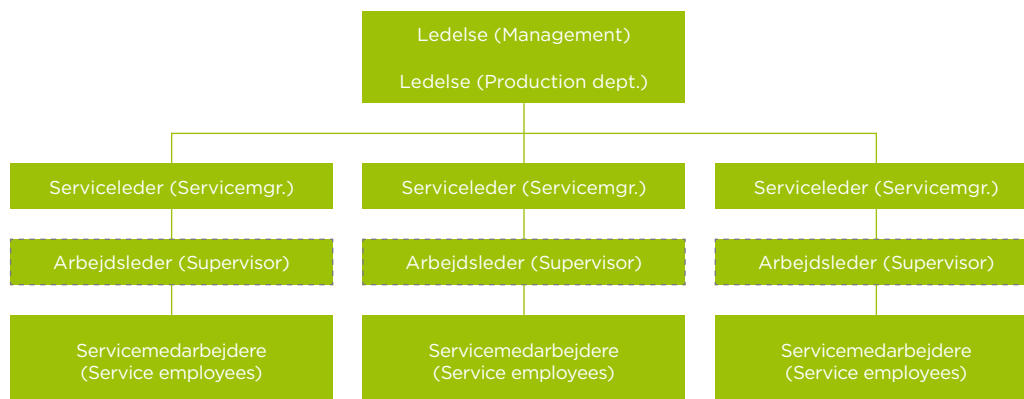 Ledelse (Management)
Ledelse (Production dept.)
Serviceleder (Servicemgr.)
Serviceleder (Servicemgr.)
Serviceleder (Servicemgr.)
Arbejdsleder (Supervisor)
Arbejdsleder (Supervisor)
Arbejdsleder (Supervisor)
Servicemedarbejdere
(Service employees)
Servicemedarbejdere
(Service employees)
Servicemedarbejdere
(Service employees)